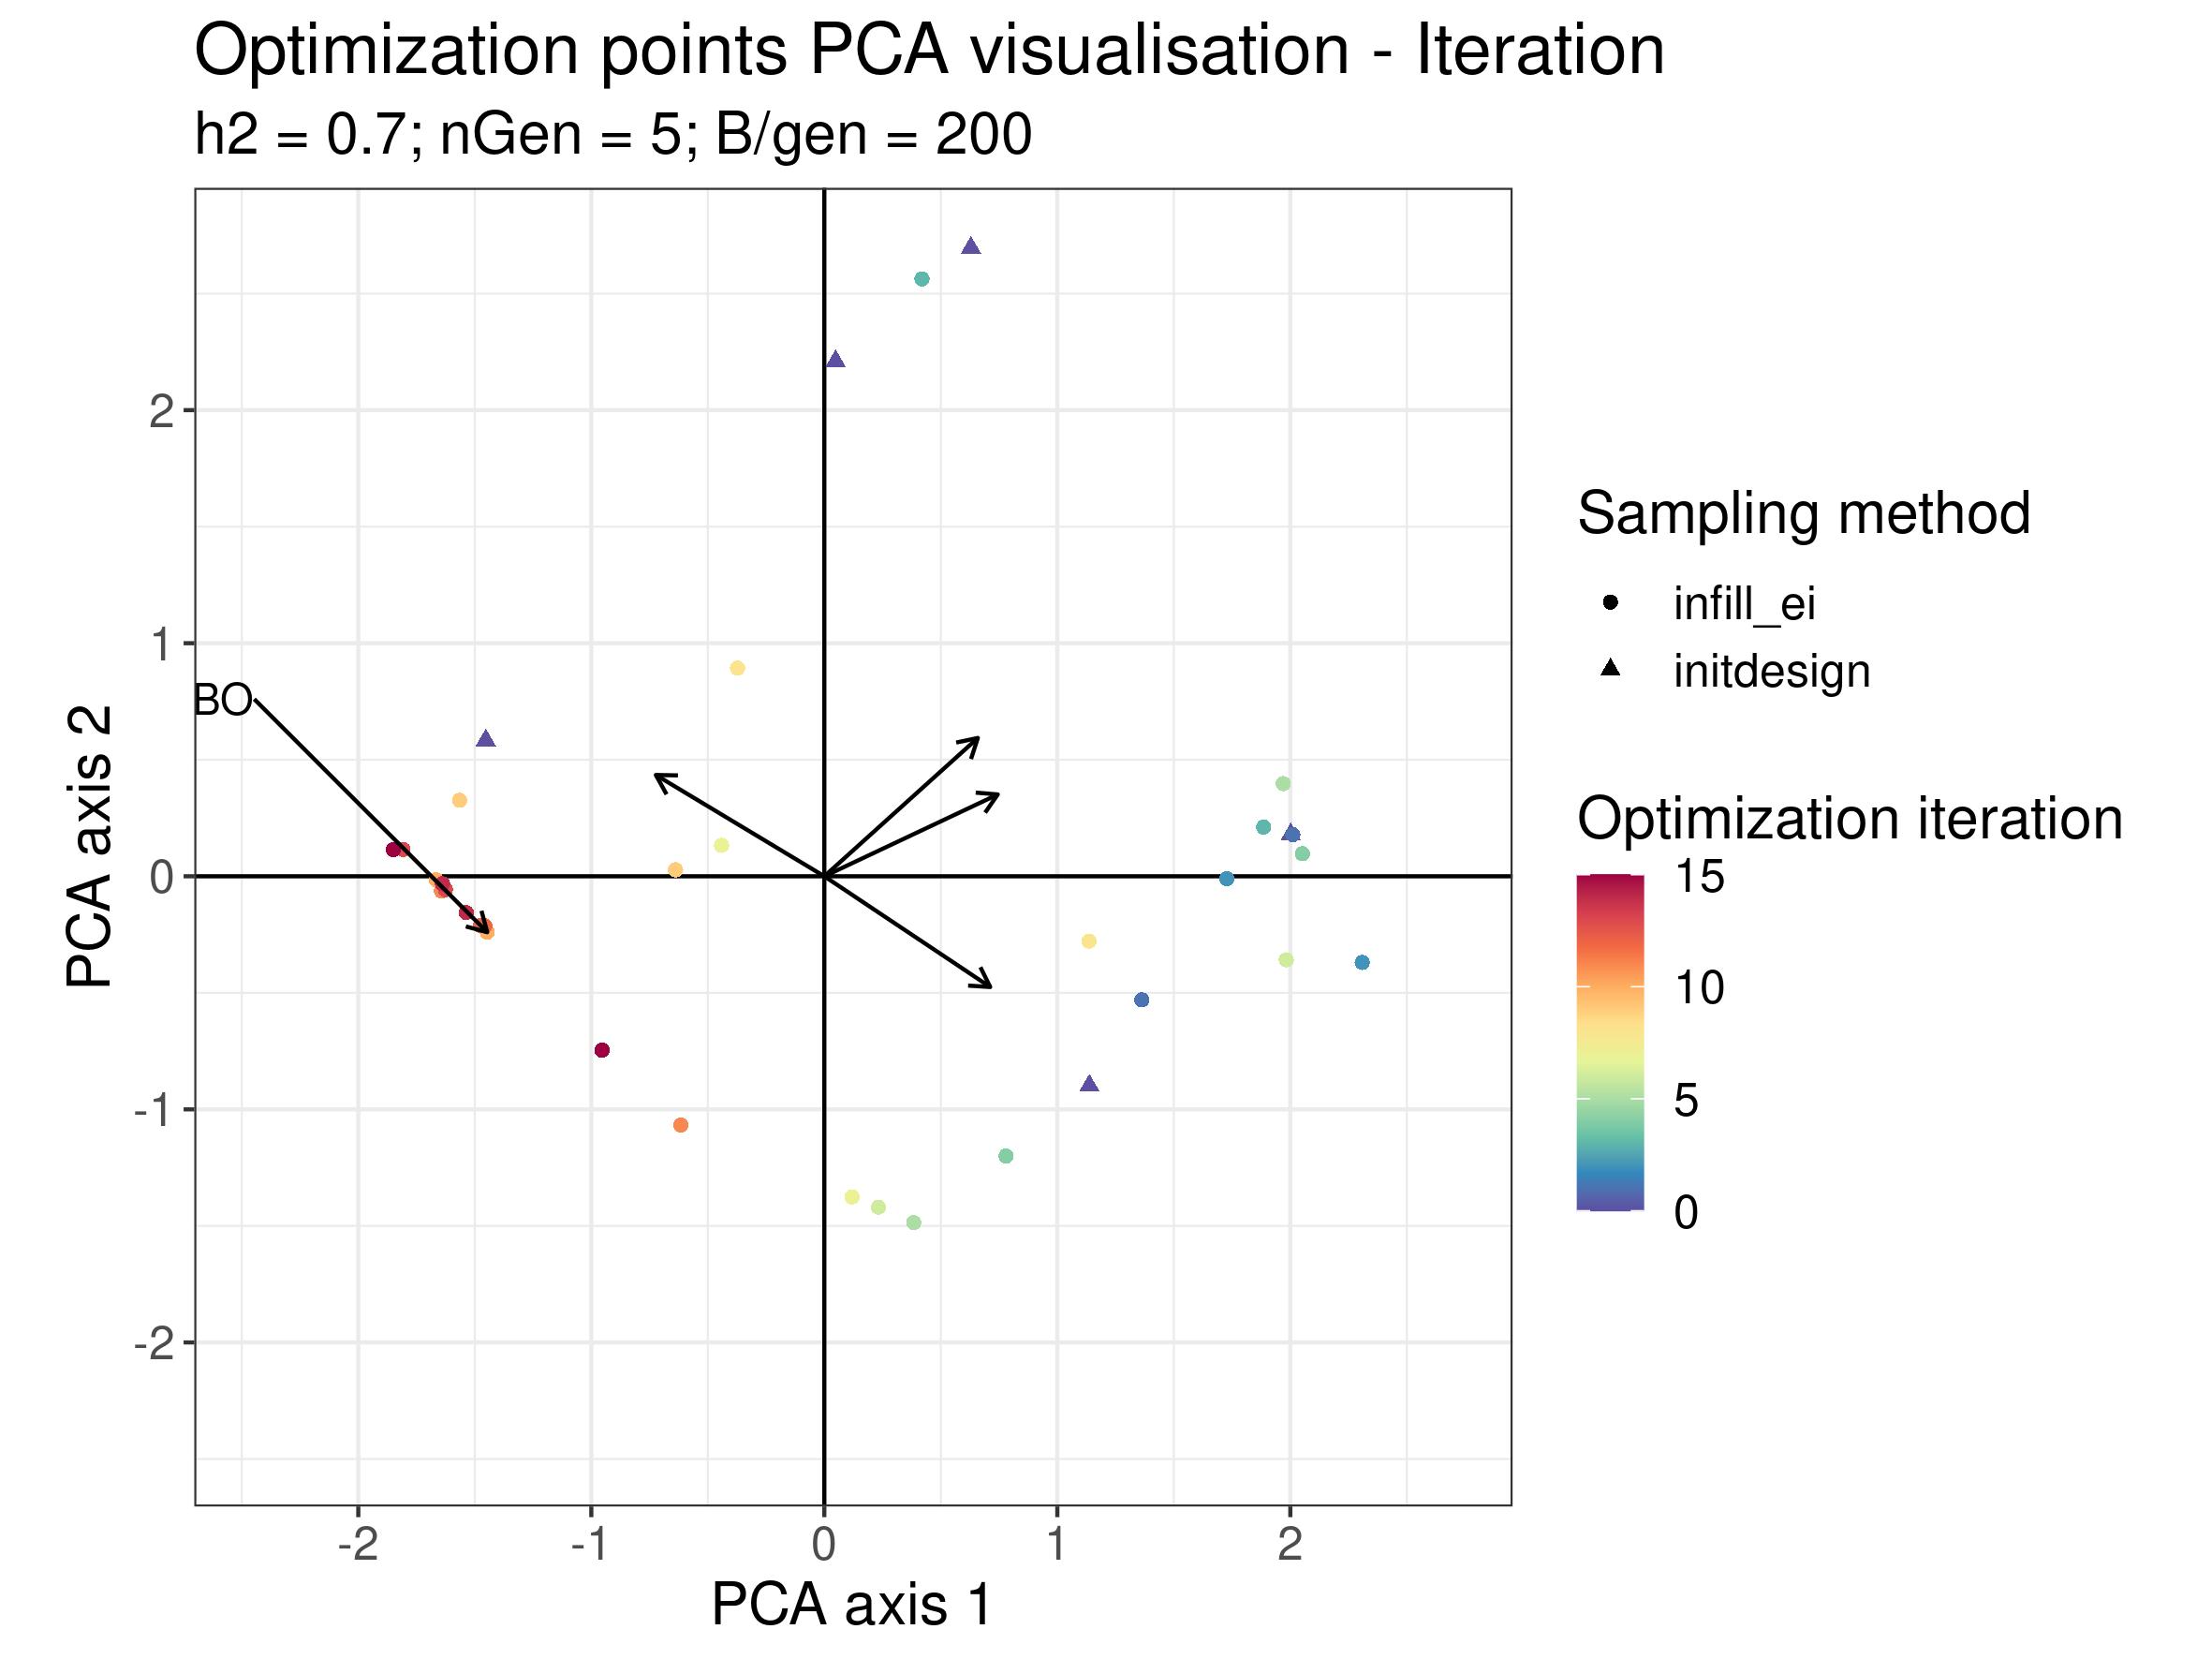 Optimization points PCA visualisation - Iteration
h2 = 0.7; nGen = 5; B/gen = 200
PCA axis 2
2
1
0
-1
-2
BO
-2
-1
0
1
2
PCA axis 1
Sampling method
infill_ei
initdesign
Optimization iteration
15
10
5
0